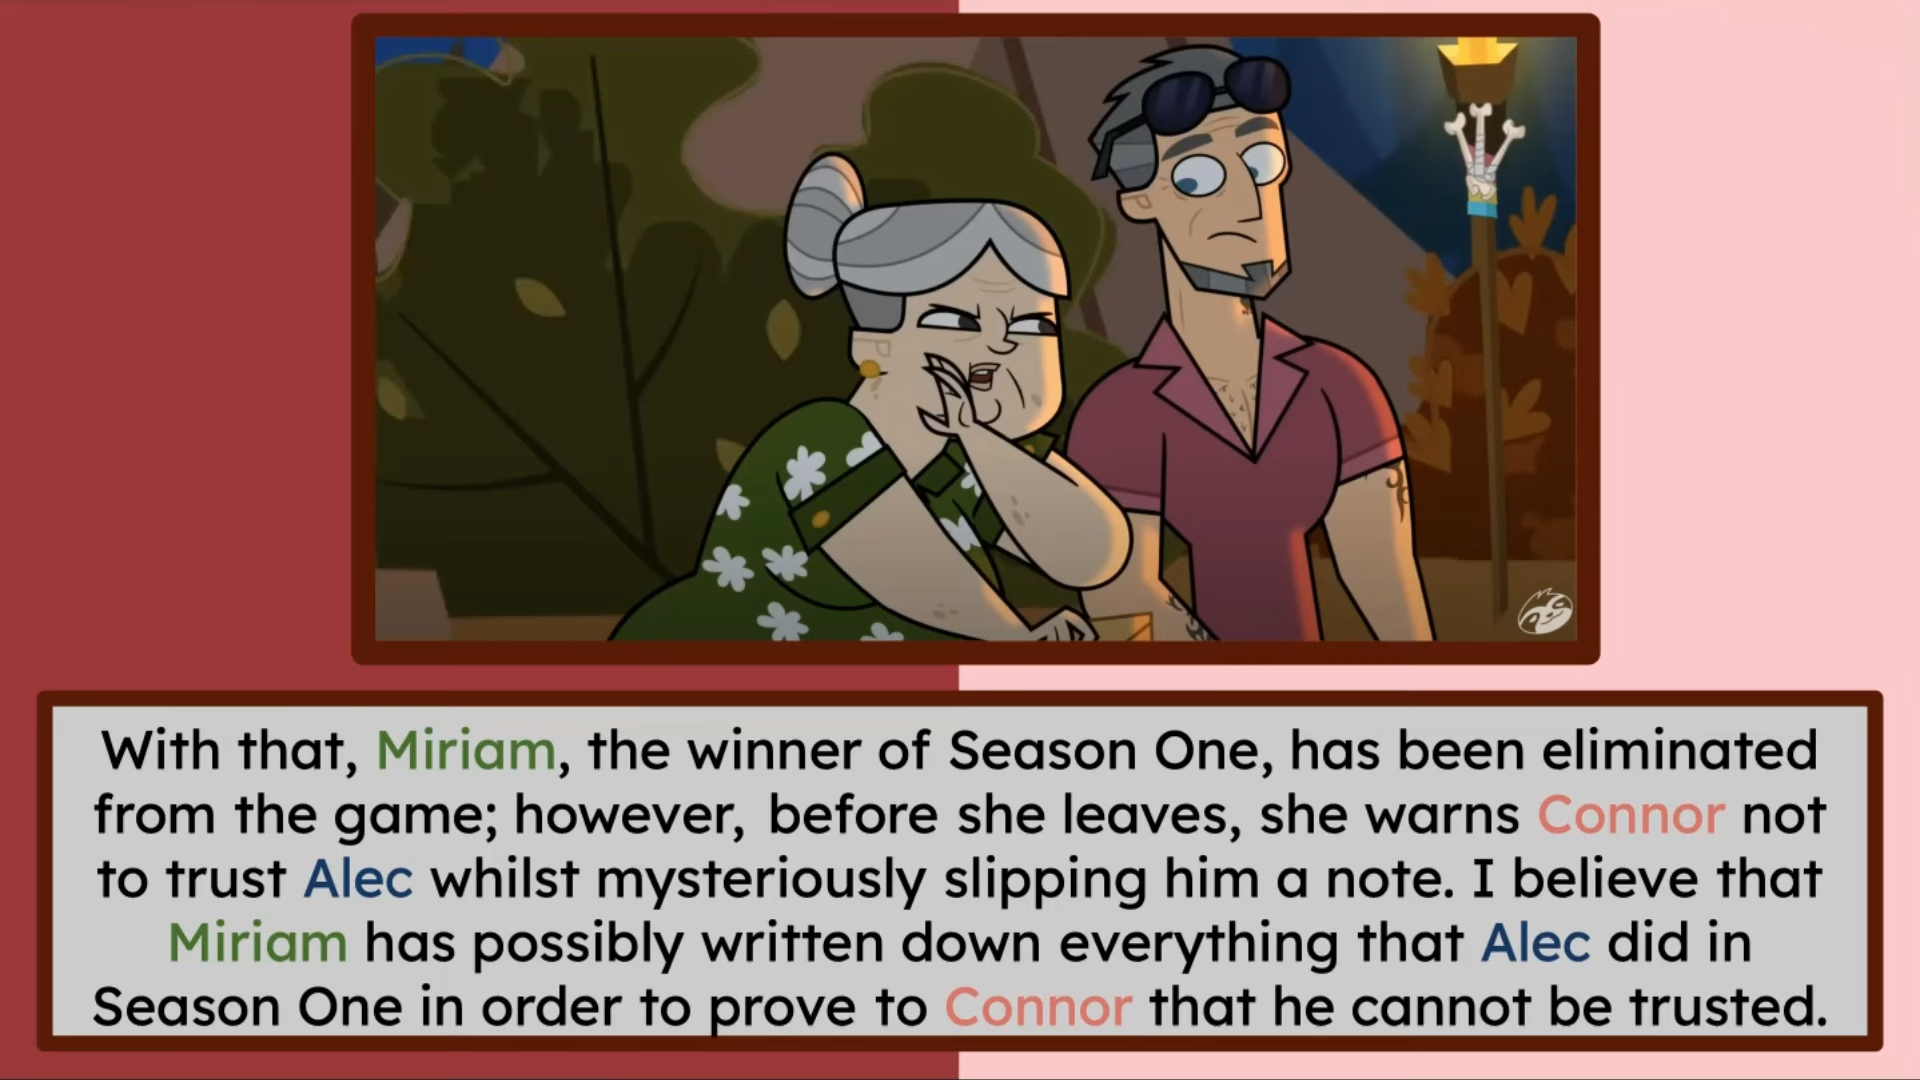 With that, Miriam, the winner of Season One, has been eliminated
from the game; however, before she leaves, she warns Connor not
to trust Alec whilst mysteriously slipping him a note. I believe that
Miriam has possibly written down everything that Alec did in
Season One in order to prove to Connor that he cannot be trusted.